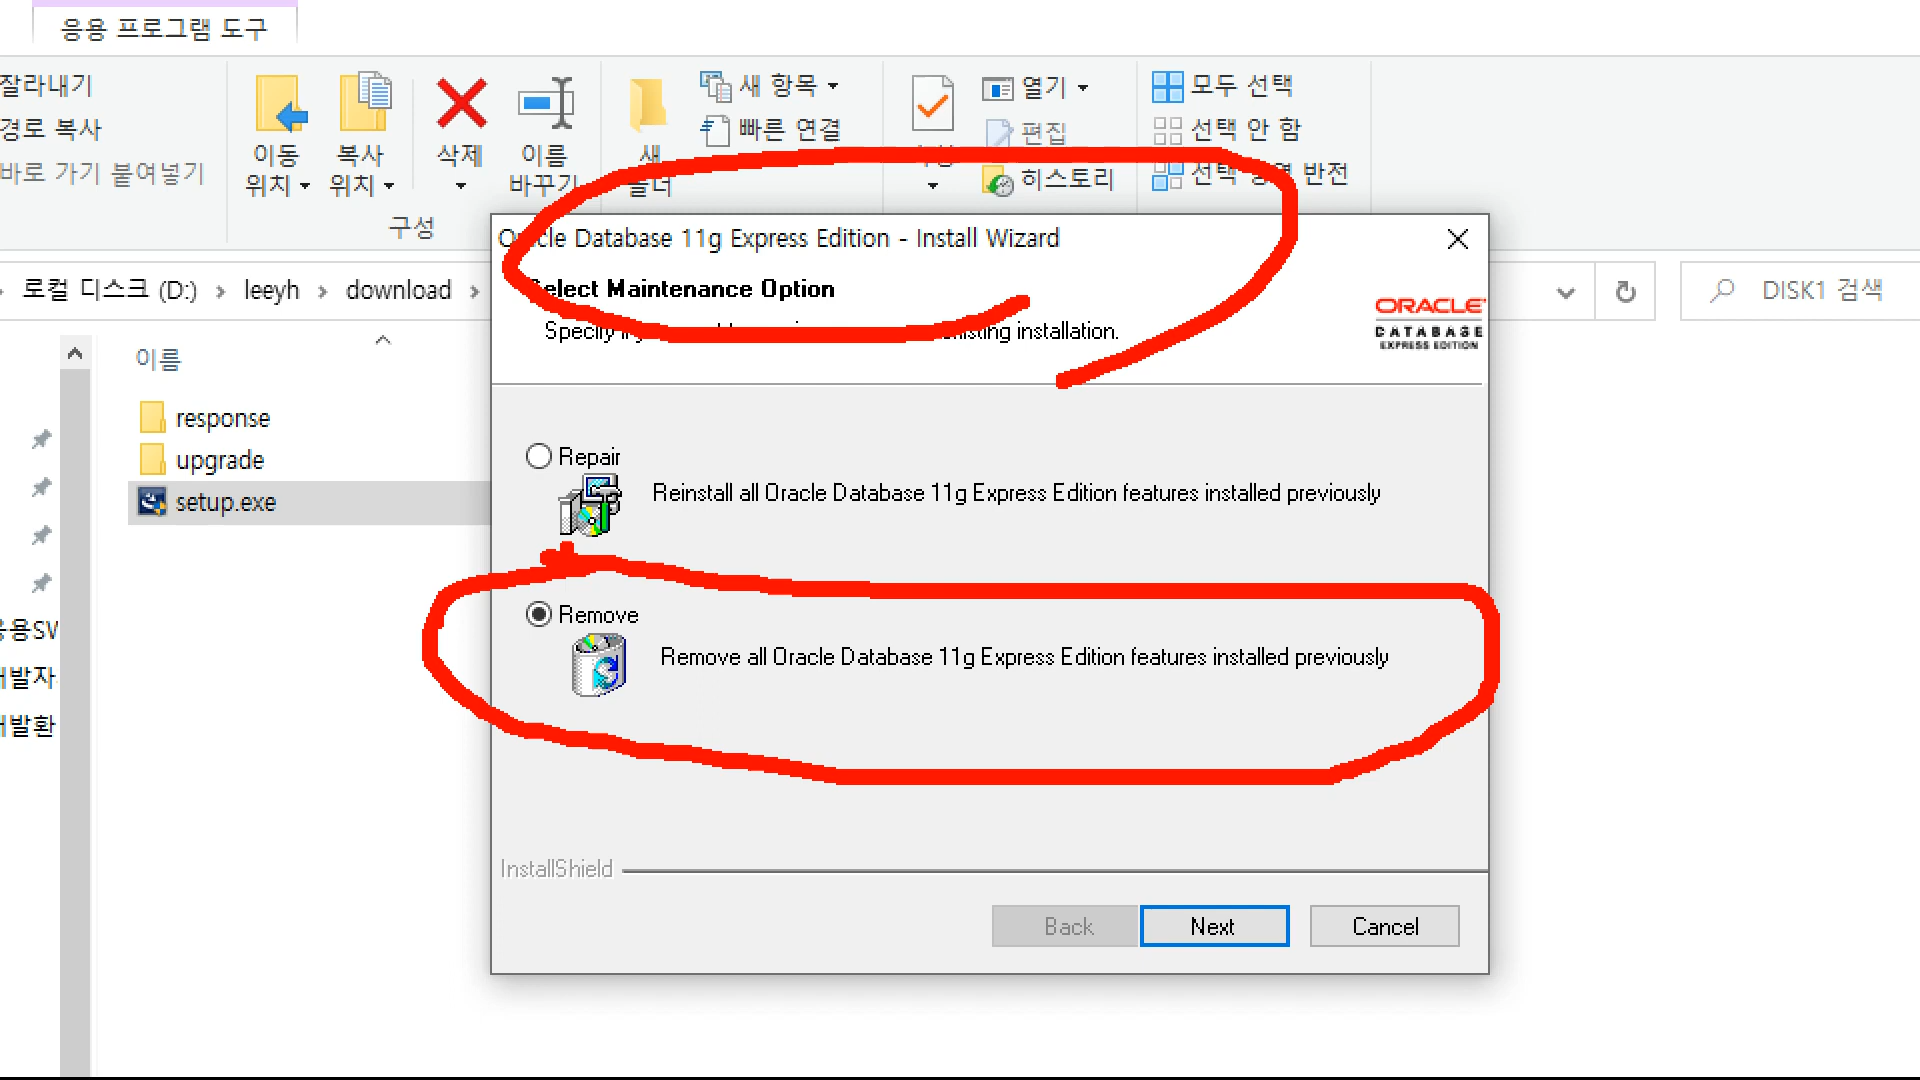 응용 프로그램 도구
잘라내기
경로 복사
바로 가기 붙여넣기
이동
위치
복사
위치
삭제
이름
바꾸기
새
새 항목
빠른 연결
열기
편집
히스토리
모두 선택
선택 안 함
선택 반전
구성
로컬 디스크 (D:) > leeyh > download >
DISK1 검색
이름
response
upgrade
setup.exe
Database 11g Express Edition - Install Wizard
Select Maintenance Option
existing installation.
ORACLE
DATABASE
EXPRESS EDITION
Repair
Reinstall all Oracle Database 11g Express Edition features installed previously
Remove
Remove all Oracle Database 11g Express Edition features installed previously
InstallShield
Back
Next
Cancel